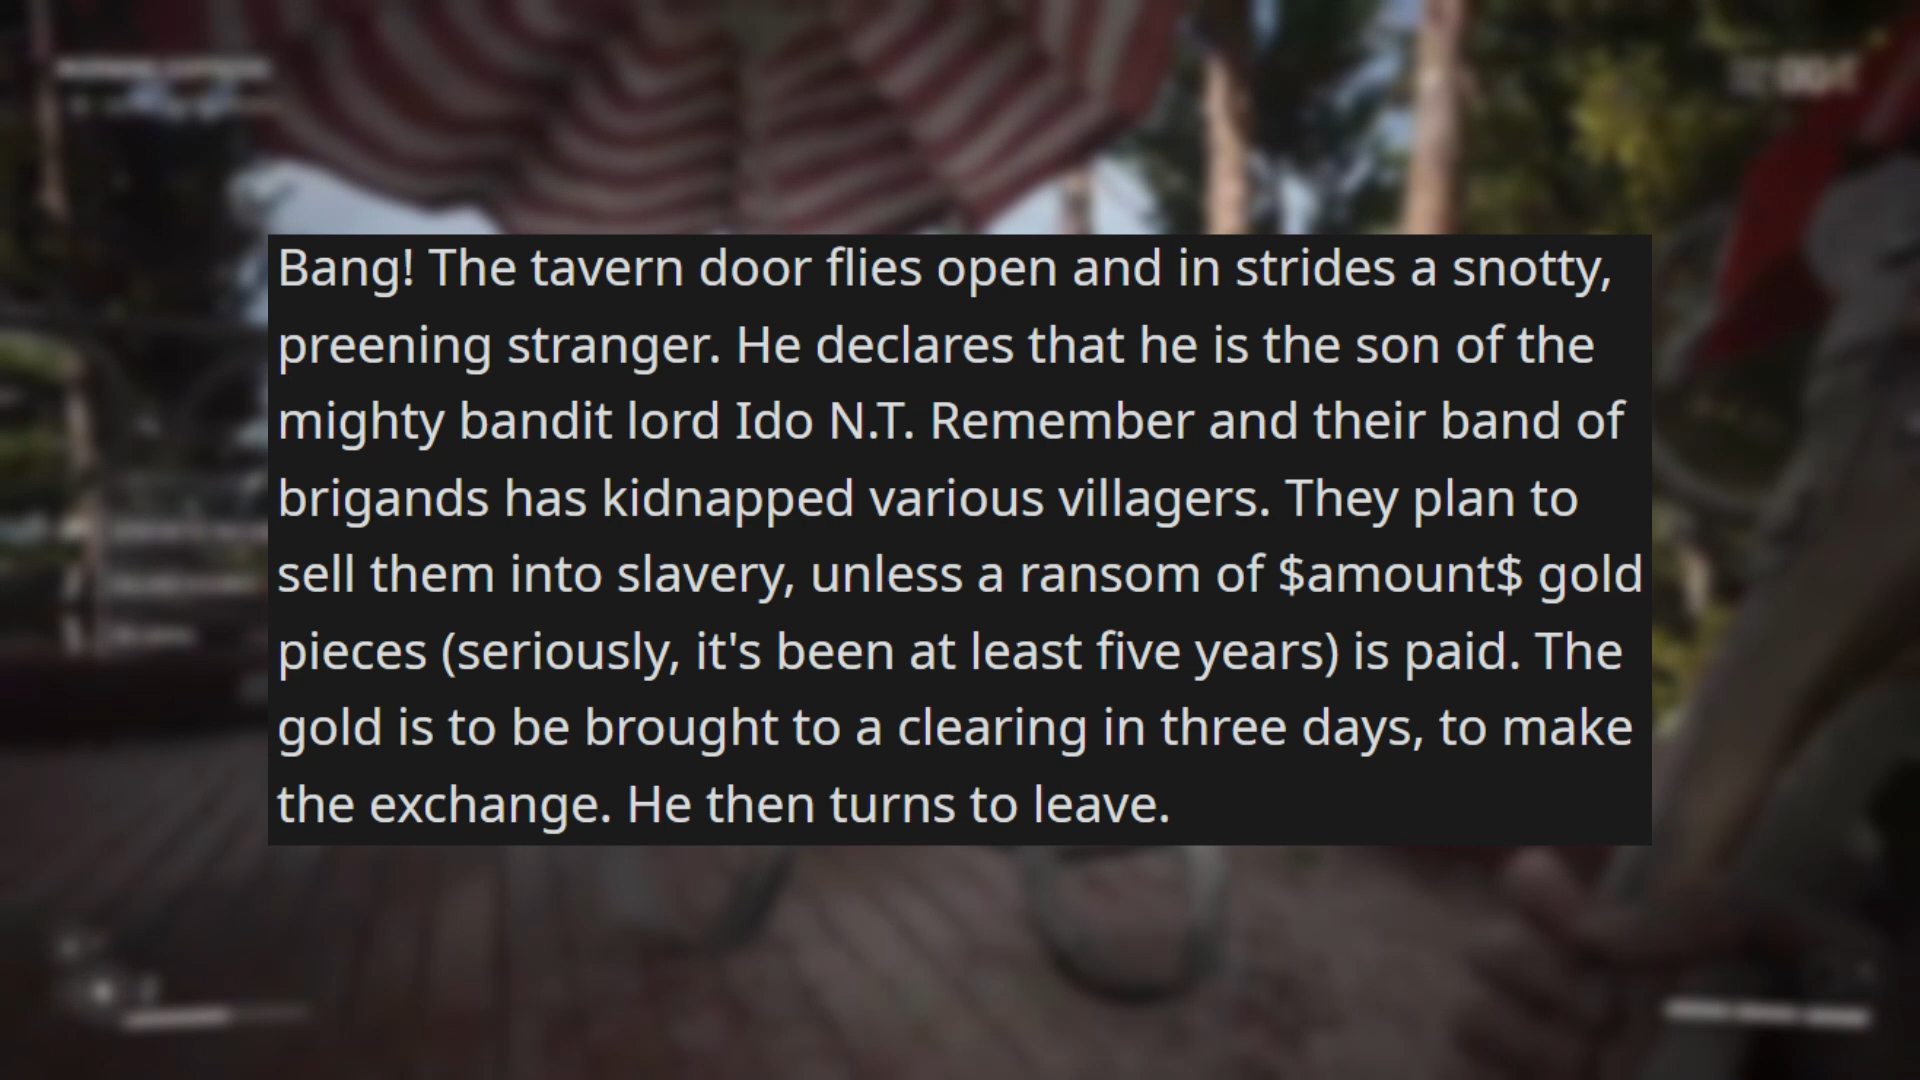 Bang! The tavern door flies open and in strides a snotty,
preening stranger. He declares that he is the son of the
mighty bandit lord Ido N.T. Remember and their band of
brigands has kidnapped various villagers. They plan to
sell them into slavery, unless a ransom of $amount$ gold
pieces (seriously, it's been at least five years) is paid. The
gold is to be brought to a clearing in three days, to make
the exchange. He then turns to leave.